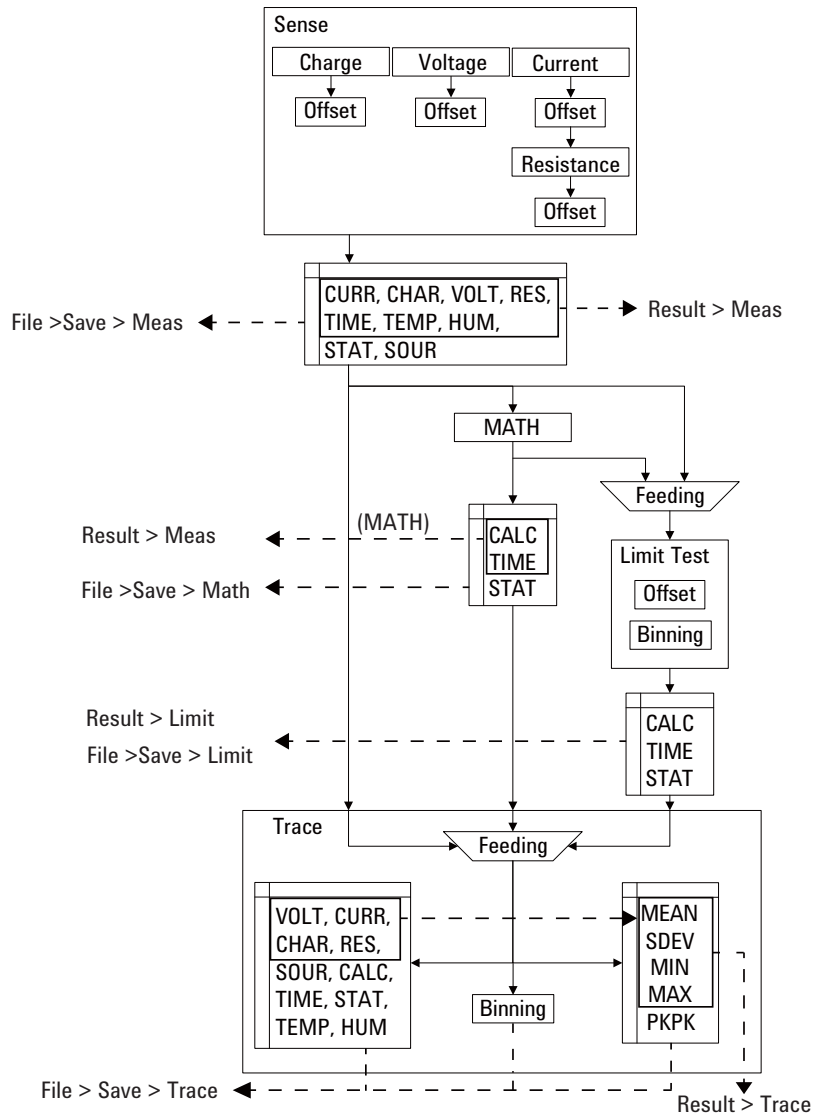 Sense
Charge
Voltage
Current
Offset
Offset
Offset
Resistance
Offset
CURR, CHAR, VOLT, RES,
TIME, TEMP, HUM,
STAT, SOUR
File >Save > Meas
Result > Meas
MATH
Feeding
(MATH)
Result > Meas
File >Save > Math
CALC
TIME
STAT
Limit Test
Offset
Binning
Result > Limit
File >Save > Limit
CALC
TIME
STAT
Trace
Feeding
VOLT, CURR,
CHAR, RES,
SOUR, CALC,
TIME, STAT,
TEMP, HUM
Binning
MEAN
SDEV
MIN
MAX
PKPK
File > Save > Trace
Result > Trace